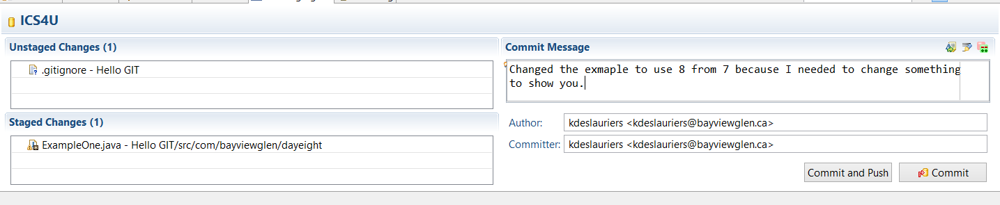 ICS4U
Unstaged Changes (1)
.gitignore - Hello GIT
Staged Changes (1)
ExampleOne.java - Hello GIT/src/com/bayviewglen/dayeight
Commit Message
Changed the exmaple to use 8 from 7 because I needed to change something
to show you.
Author: kdeslauriers <kdeslauriers@bayviewglen.ca>
Committer: kdeslauriers <kdeslauriers@bayviewglen.ca>
Commit and Push Commit